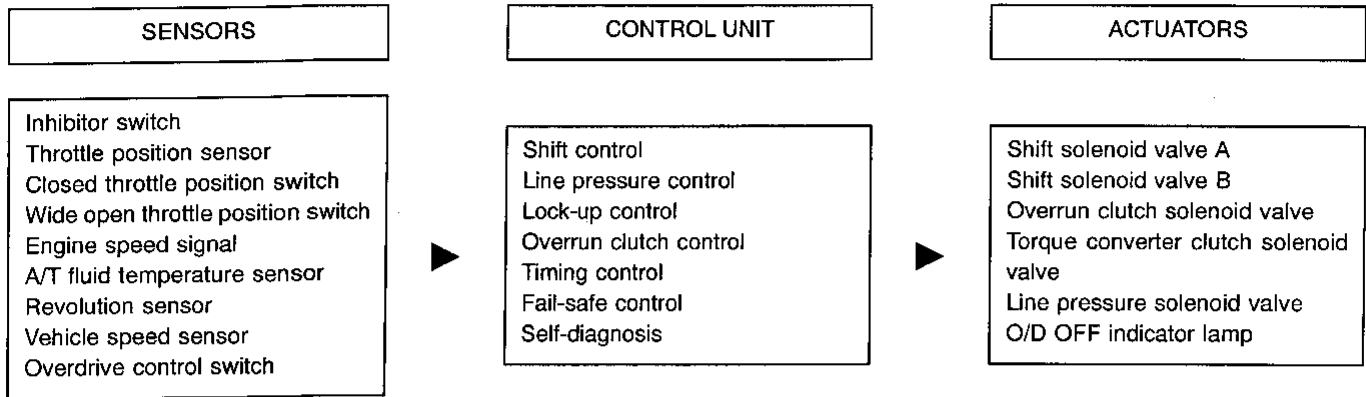 SENSORS
Inhibitor switch
Throttle position sensor
Closed throttle position switch
Wide open throttle position switch
Engine speed signal
A/T fluid temperature sensor
Revolution sensor
Vehicle speed sensor
Overdrive control switch
CONTROL UNIT
Shift control
Line pressure control
Lock-up control
Overrun clutch control
Timing control
Fail-safe control
Self-diagnosis
ACTUATORS
Shift solenoid valve A
Shift solenoid valve B
Overrun clutch solenoid valve
Torque converter clutch solenoid
valve
Line pressure solenoid valve
O/D OFF indicator lamp